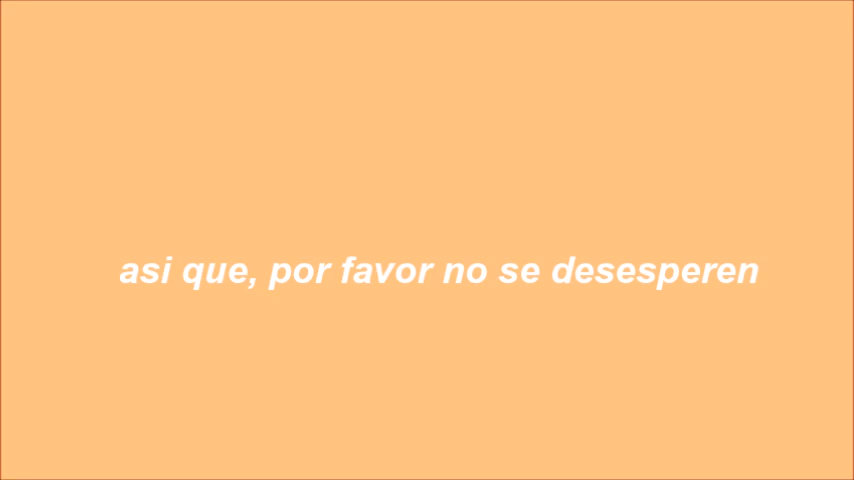 asi que, por favor no se desesperen